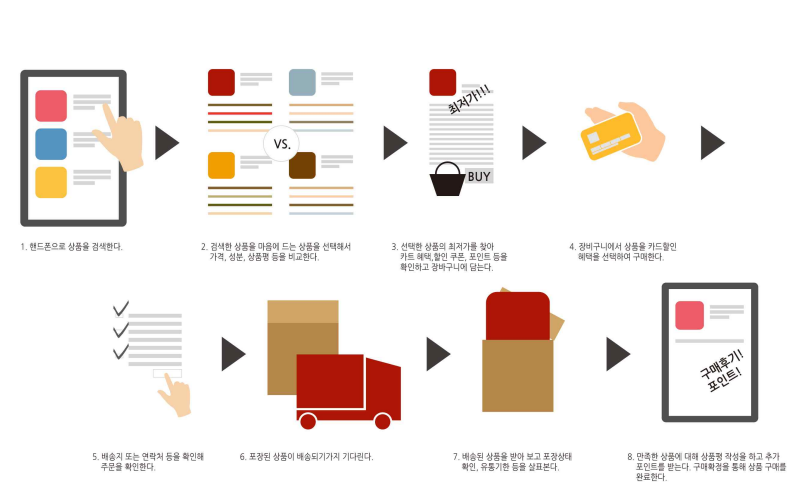 최저가!!!
VS.
BUY
1. 핸드폰으로 상품을 검색한다.
2. 검색한 상품을 마음에 드는 상품을 선택해서
가격, 성분, 상품평 등을 비교한다.
3. 선택한 상품의 최저가를 찾아
카트 혜택,할인 쿠폰, 포인트 등을
확인하고 장바구니에 담는다.
4. 장비구니에서 상품을 카드할인
혜택을 선택하여 구매한다.
구매후기!
포인트!
5. 배송지 또는 연락처 등을 확인해
주문을 확인한다.
6. 포장된 상품이 배송되기가지 기다린다.
7. 배송된 상품을 받아 보고 포장상태
확인, 유통기한 등을 살표본다.
8. 만족한 상품에 대해 상품평 작성을 하고 추가
포인트를 받는다. 구매확정을 통해 상품 구매를
완료한다.